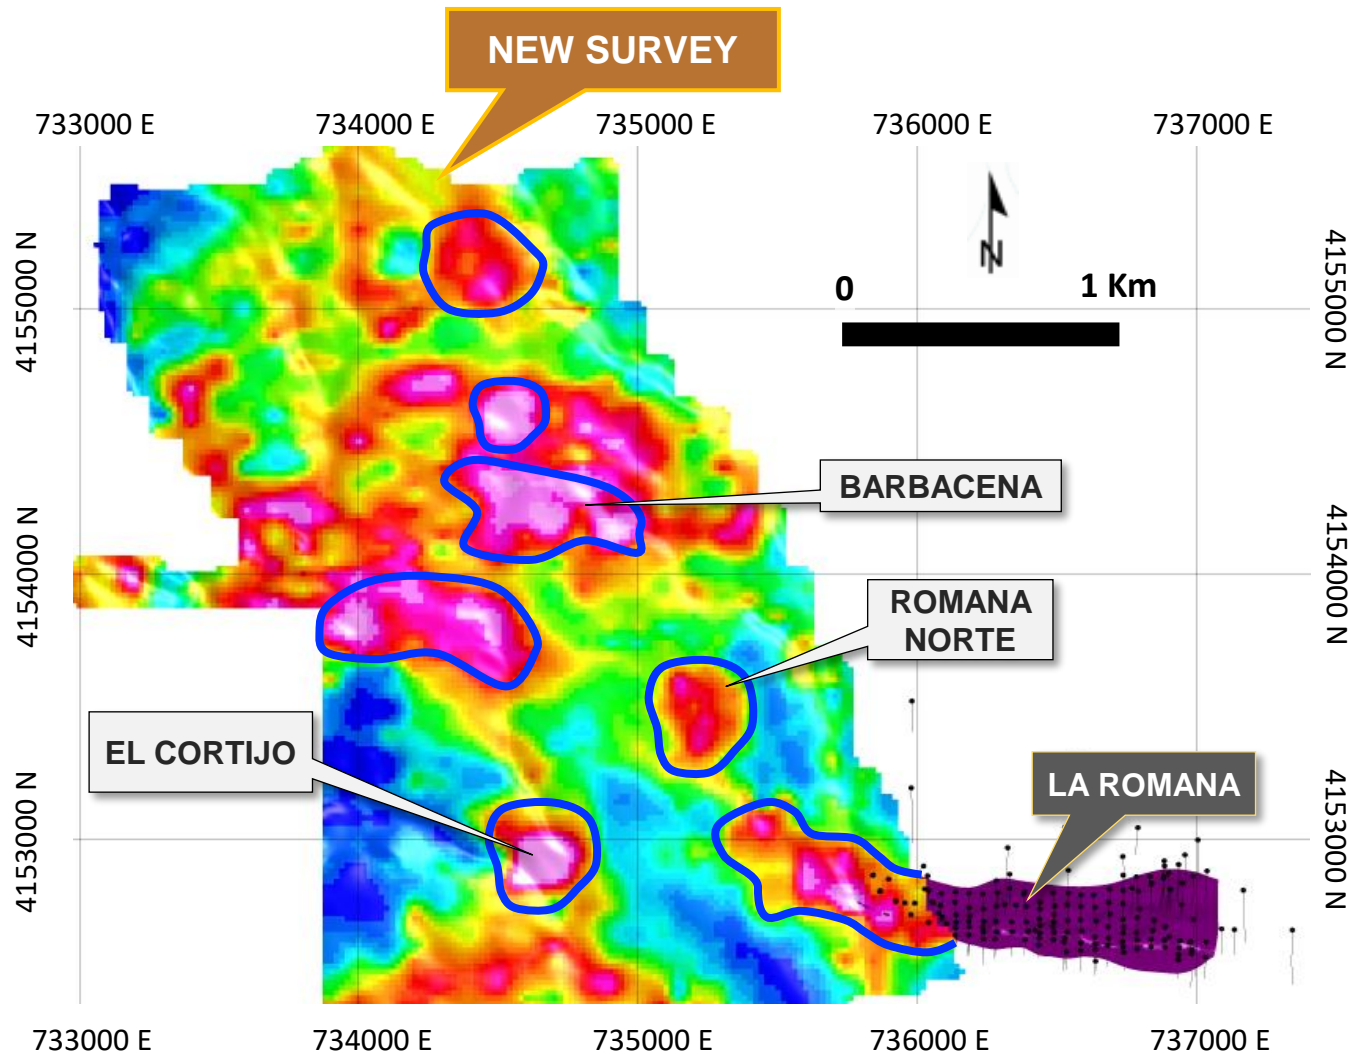 NEW SURVEY
733000 E
734000 E
735000 E
736000 E
737000 E
N
0
1 Km
4155000 N
4155000 N
BARBACENA
4154000 N
4154000 N
ROMANA
NORTE
EL CORTIJO
LA ROMANA
4153000 N
4153000 N
733000 E
734000 E
735000 E
736000 E
737000 E